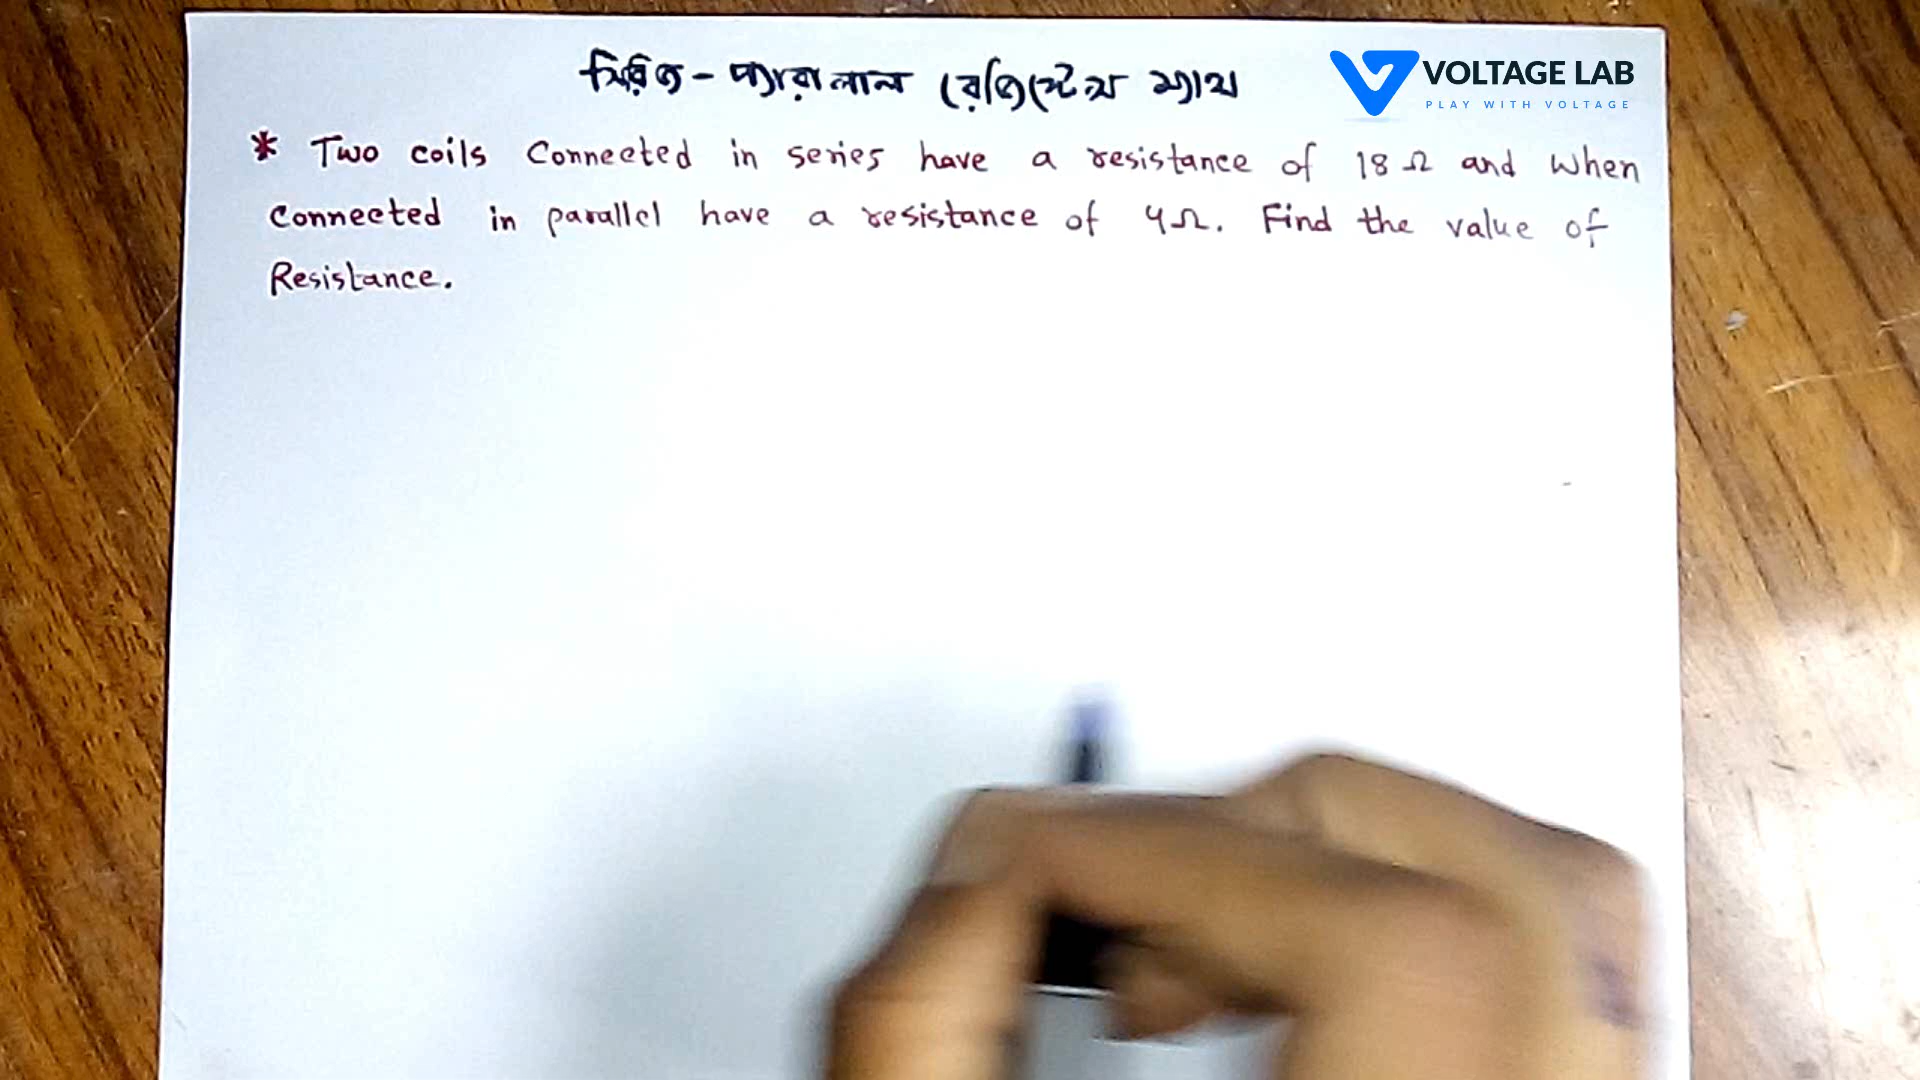 সিরিজ - প্যারালাল রেজিস্টেন্স ম্যাথ
VOLTAGE LAB
PLAY WITH VOLTAGE
* Two coils Connected in series have a resistance of 18 Ω and when
Connected in parallel have a resistance of 4Ω. Find the value of
Resistance.